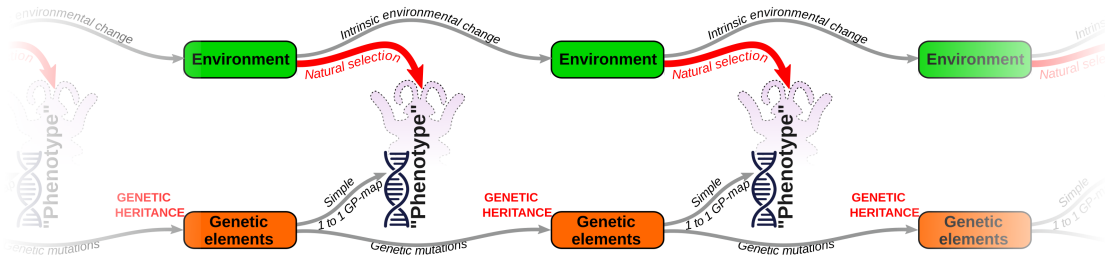 environmental change
Intrinsic environmental change
Intrinsic environmental change
Intrinsic
Environment
Environment
Environment
Natural selection
Natural selection
Natural
"Phenotype"
"Phenotype"
"Phenotype"
Simple
1 to 1 GP-map
Simple
1 to 1 GP-map
Simple
1 to 1
GENETIC
HERITANCE
GENETIC
HERITANCE
GENETIC
HERITANCE
Genetic
elements
Genetic
elements
Genetic
elements
Genetic mutations
Genetic mutations
Genetic mutations